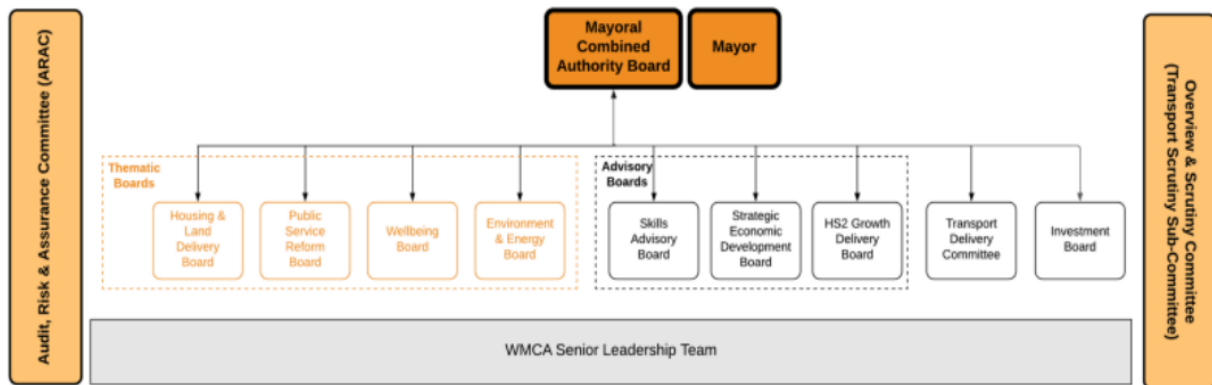 Audit, Risk & Assurance Committee (ARAC)
Mayoral
Combined
Authority Board
Mayor
Thematic
Boards
Housing &
Land
Delivery
Board
Public
Service
Reform
Board
Wellbeing
Board
Environment
& Energy
Board
Advisory
Boards
Skills
Advisory
Board
Strategic
Economic
Development
Board
HS2 Growth
Delivery
Board
Transport
Delivery
Committee
Investment
Board
WMCA Senior Leadership Team
Overview & Scrutiny Committee
(Transport Scrutiny Sub-Committee)